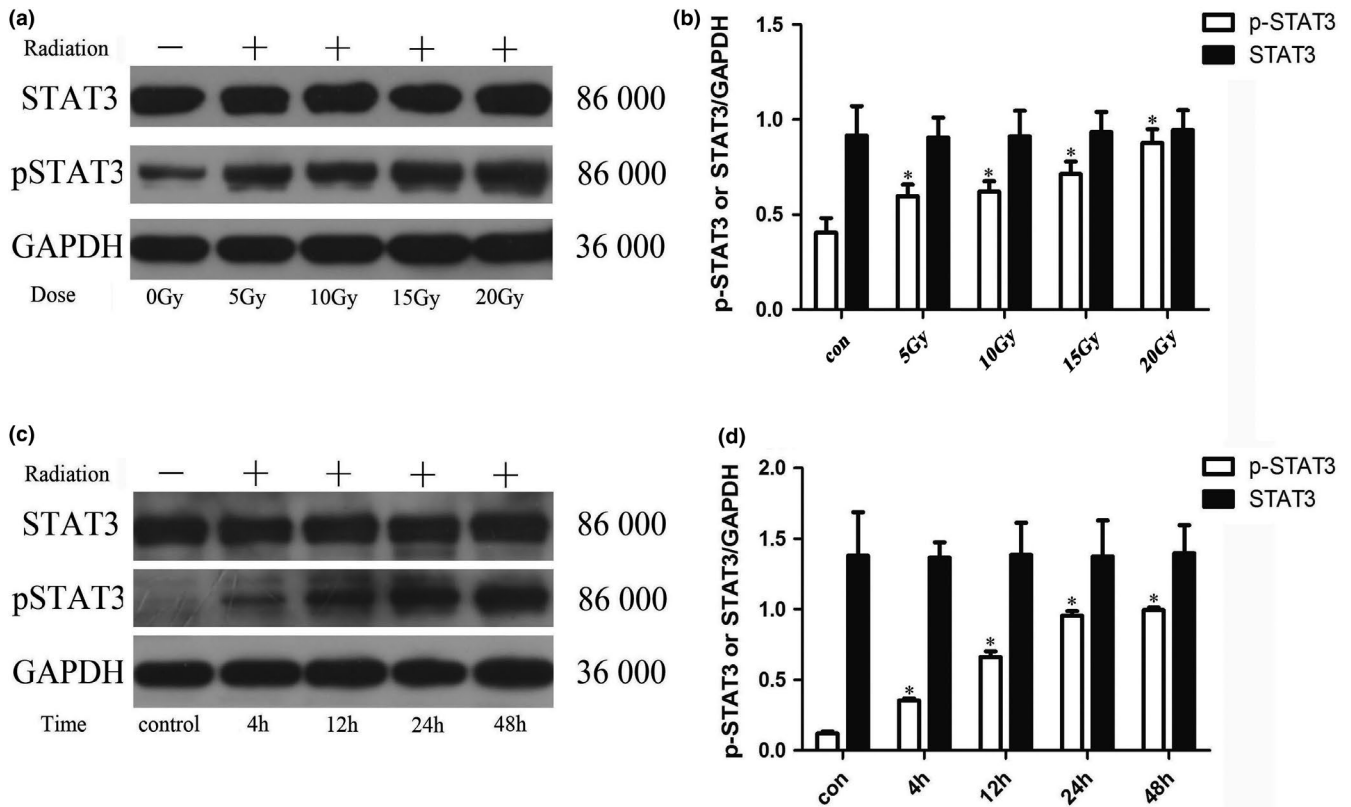 (a)
Radiation — + + + +
STAT3 86 000
pSTAT3 86 000
GAPDH 36 000
Dose 0Gy 5Gy 10Gy 15Gy 20Gy
(b)
p-STAT3 or STAT3/GAPDH
1.5
1.0
0.5
0.0
* * * *
con 5Gy 10Gy 15Gy 20Gy
p-STAT3
STAT3
(c)
Radiation — + + + +
STAT3 86 000
pSTAT3 86 000
GAPDH 36 000
Time control 4h 12h 24h 48h
(d)
p-STAT3 or STAT3/GAPDH
2.0
1.5
1.0
0.5
0.0
* * * *
con 4h 12h 24h 48h
p-STAT3
STAT3